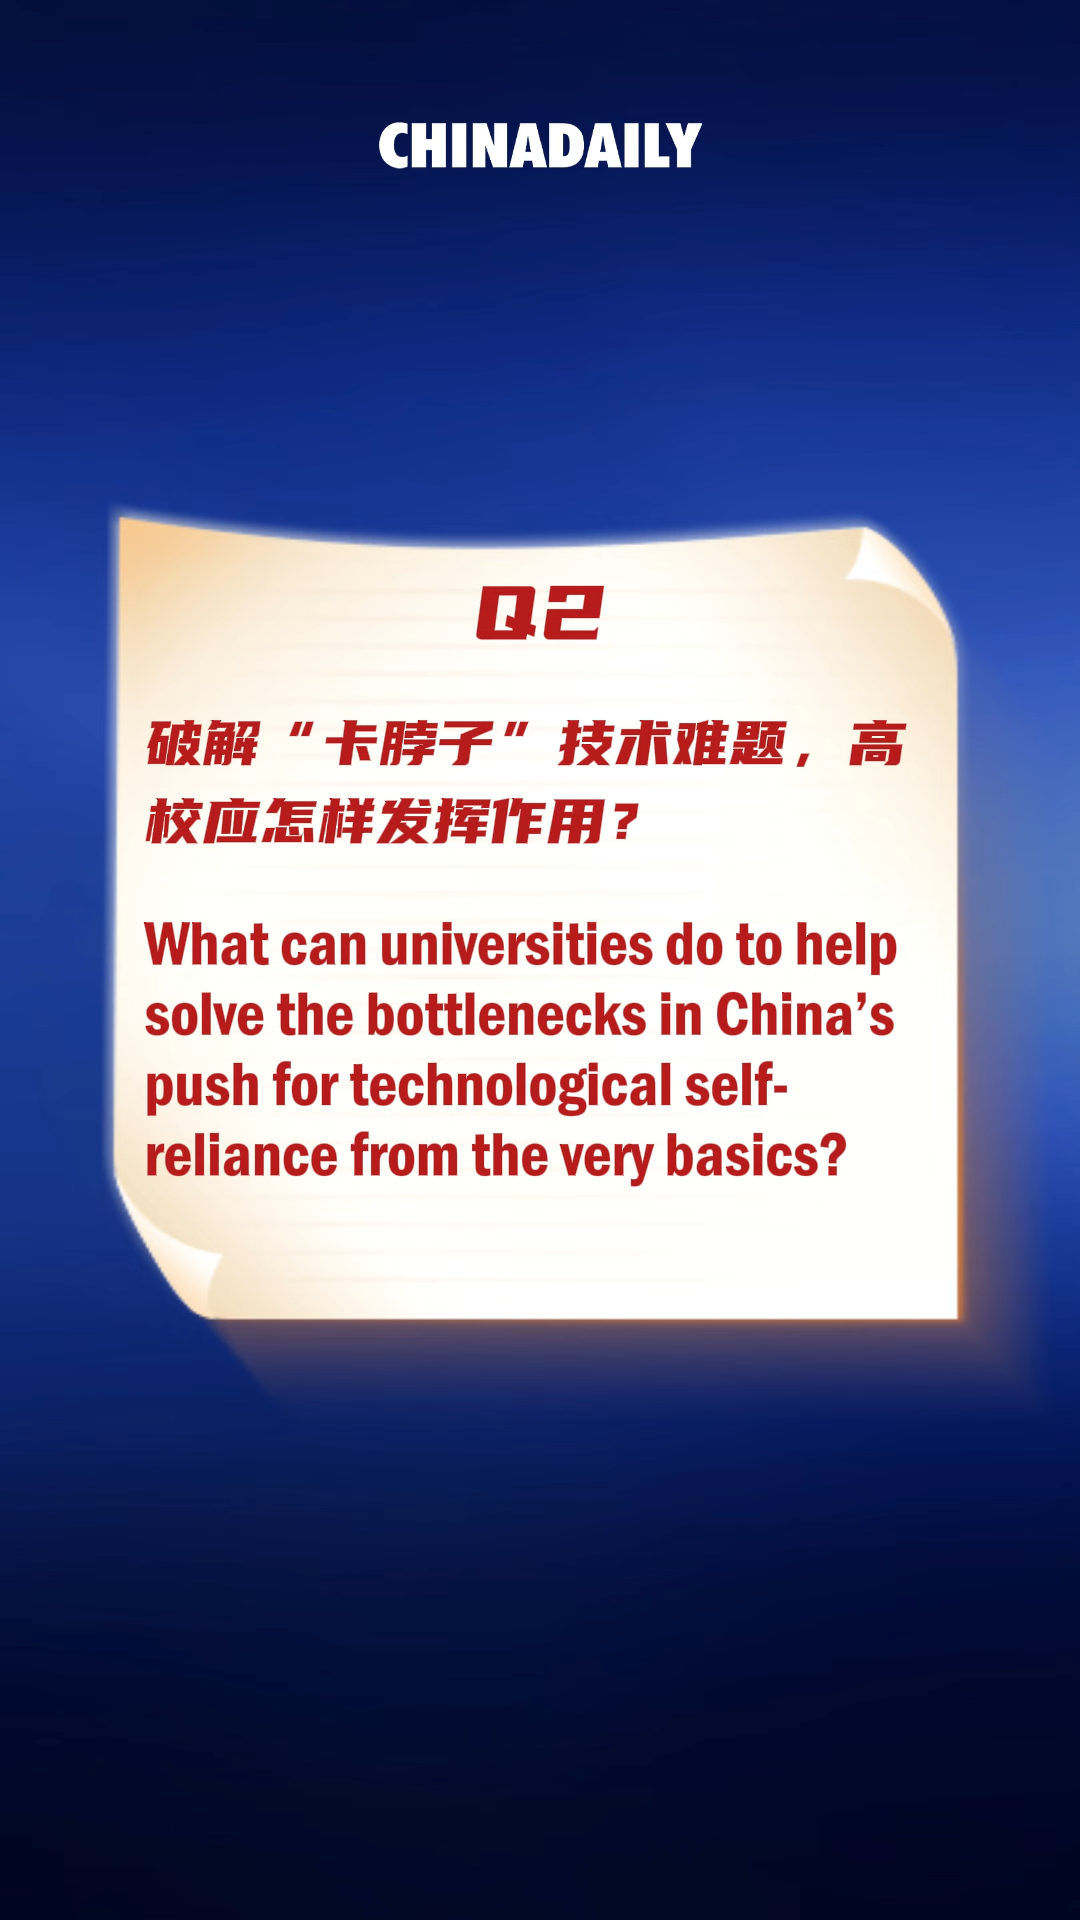 CHINADAILY
Q2
破解“卡脖子”技术难题，高
校应怎样发挥作用？
What can universities do to help
solve the bottlenecks in China’s
push for technological self-
reliance from the very basics?